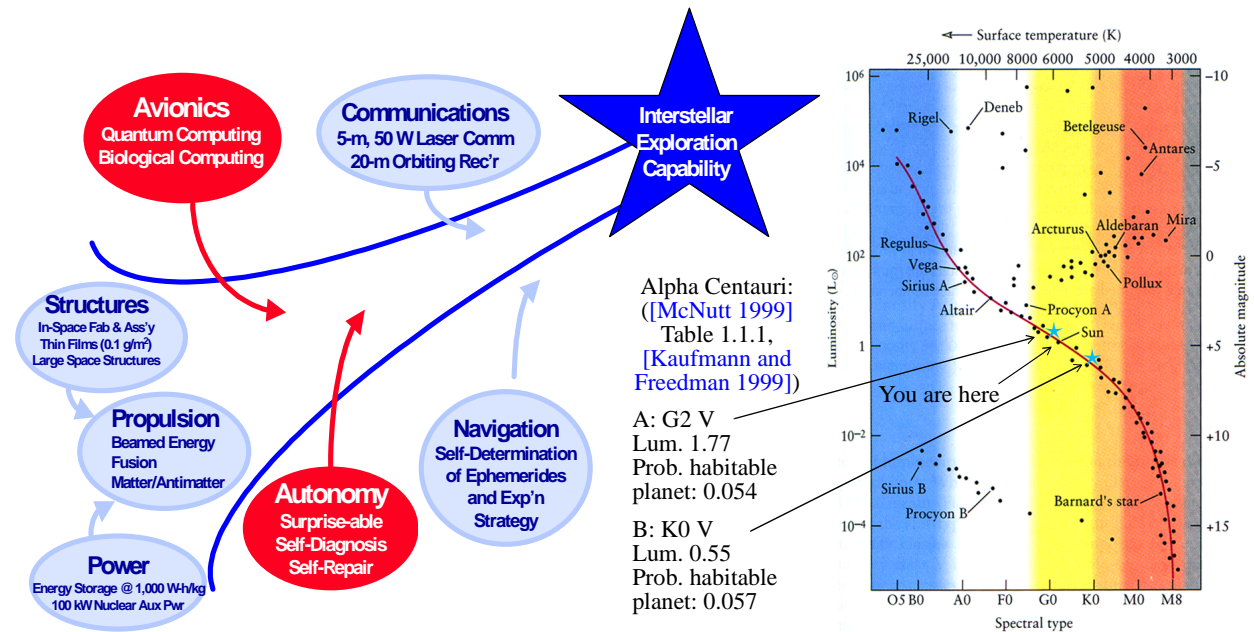 Avionics
Quantum Computing
Biological Computing
Communications
5-m, 50 W Laser Comm
20-m Orbiting Rec'r
Interstellar
Exploration
Capability
Structures
In-Space Fab & Ass'y
Thin Films (0.1 g/m²)
Large Space Structures
Propulsion
Beamed Energy
Fusion
Matter/Antimatter
Power
Energy Storage @ 1,000 W-h/kg
100 kW Nuclear Aux Pwr
Autonomy
Surprise-able
Self-Diagnosis
Self-Repair
Navigation
Self-Determination
of Ephemerides
and Exp'n
Strategy
Alpha Centauri:
([McNutt 1999]
Table 1.1.1,
[Kaufmann and
Freedman 1999])
A: G2 V
Lum. 1.77
Prob. habitable
planet: 0.054
B: K0 V
Lum. 0.55
Prob. habitable
planet: 0.057
Surface temperature (K)
25,000 10,000 8000 6000 5000 4000 3000
10⁶
10⁴
10²
1
10⁻²
10⁻⁴
Luminosity (L⊙)
−10
−5
0
+5
+10
+15
Absolute magnitude
Rigel
Deneb
Betelgeuse
Antares
Arcturus
Aldebaran
Mira
Regulus
Vega
Sirius A
Pollux
Altair
Procyon A
Sun
You are here
Sirius B
Procyon B
Barnard's star
O5 B0 A0 F0 G0 K0 M0 M8
Spectral type